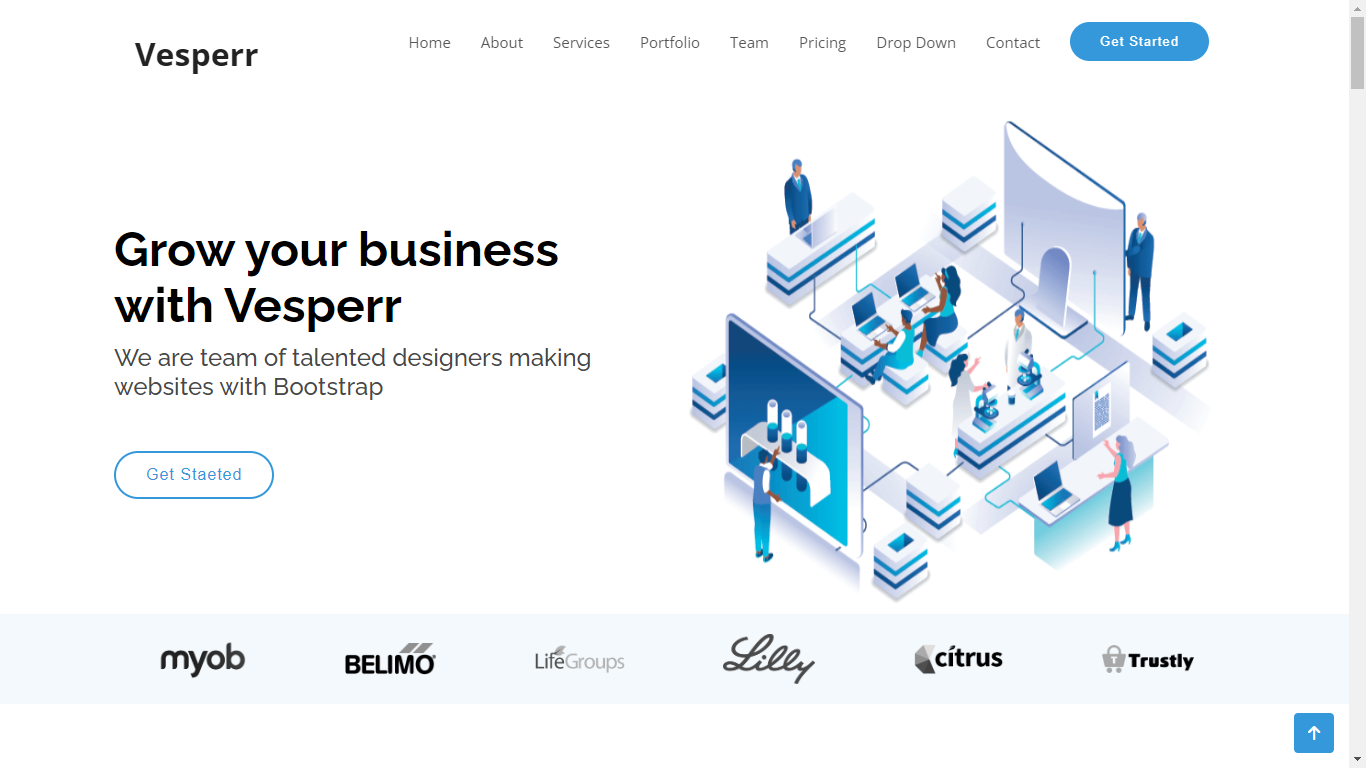 Vesperr
Home About Services Portfolio Team Pricing Drop Down Contact Get Started
Grow your business
with Vesperr
We are team of talented designers making
websites with Bootstrap
Get Staeted
myob BELIMO LifeGroups Lilly citrus Trustly